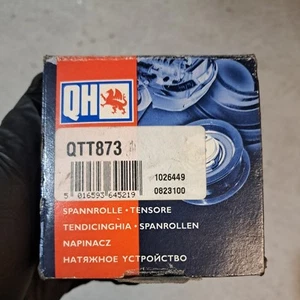 QH
QTT873
1026449
5 016593 645219
0823100
SPANNROLLE · TENSORE
TENDICINGHIA · SPANROLLEN
NAPINACZ
НАТЯЖНОЕ УСТРОЙСТВО